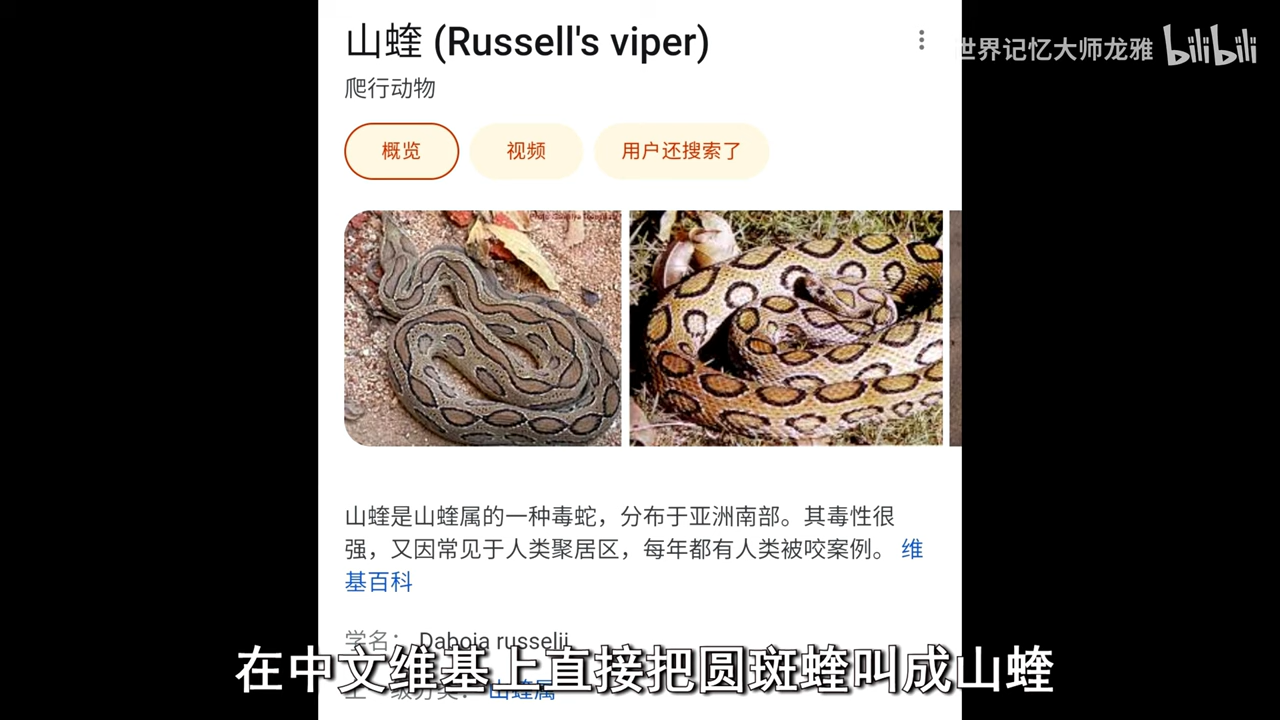 山蝰 (Russell's viper)
世界记忆大师龙雅 bilibili
爬行动物
概览 视频 用户还搜索了
山蝰是山蝰属的一种毒蛇，分布于亚洲南部。其毒性很
强，又因常见于人类聚居区，每年都有人类被咬案例。 维
基百科
学名： Daboia russelii
山蝰属
在中文维基上直接把圆斑蝰叫成山蝰